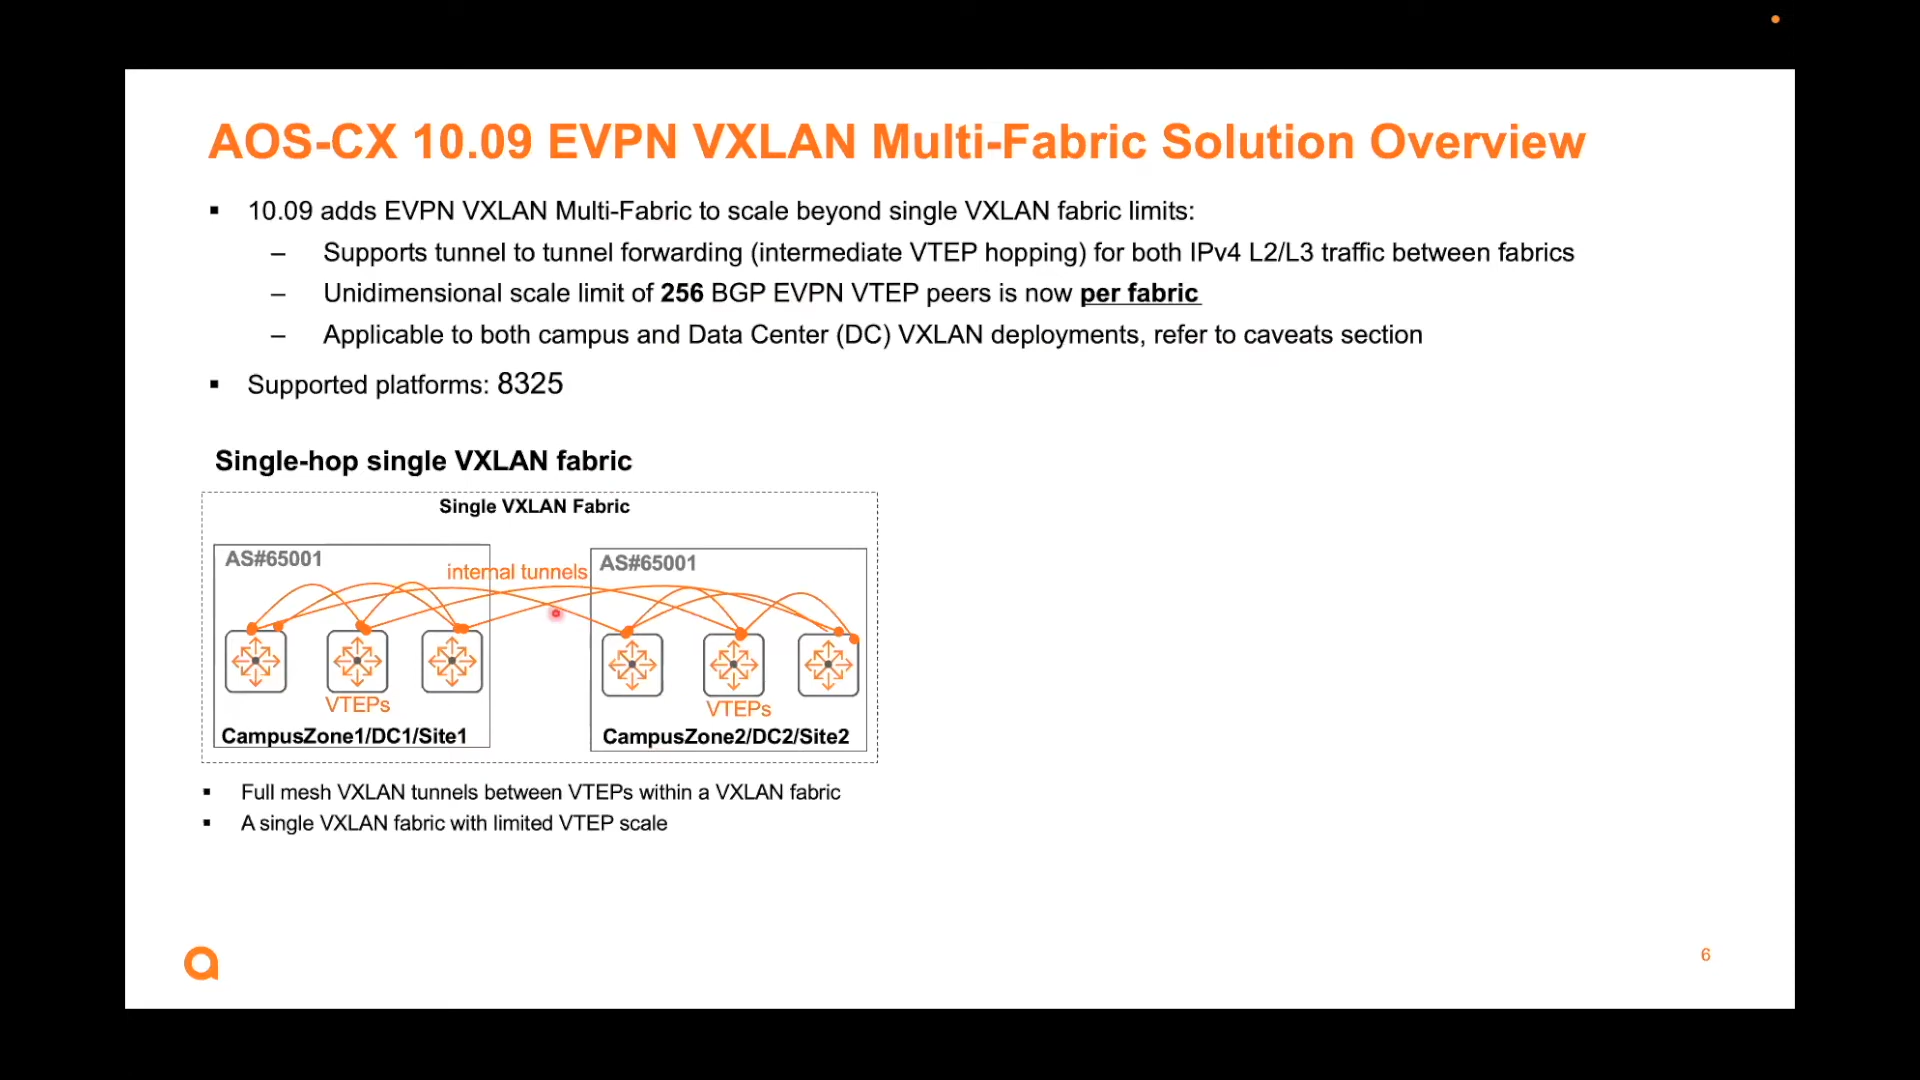 AOS-CX 10.09 EVPN VXLAN Multi-Fabric Solution Overview
▪ 10.09 adds EVPN VXLAN Multi-Fabric to scale beyond single VXLAN fabric limits:
– Supports tunnel to tunnel forwarding (intermediate VTEP hopping) for both IPv4 L2/L3 traffic between fabrics
– Unidimensional scale limit of 256 BGP EVPN VTEP peers is now per fabric
– Applicable to both campus and Data Center (DC) VXLAN deployments, refer to caveats section
▪ Supported platforms: 8325
Single-hop single VXLAN fabric
Single VXLAN Fabric
AS#65001
internal tunnels
AS#65001
VTEPs
VTEPs
CampusZone1/DC1/Site1
CampusZone2/DC2/Site2
▪ Full mesh VXLAN tunnels between VTEPs within a VXLAN fabric
▪ A single VXLAN fabric with limited VTEP scale
6